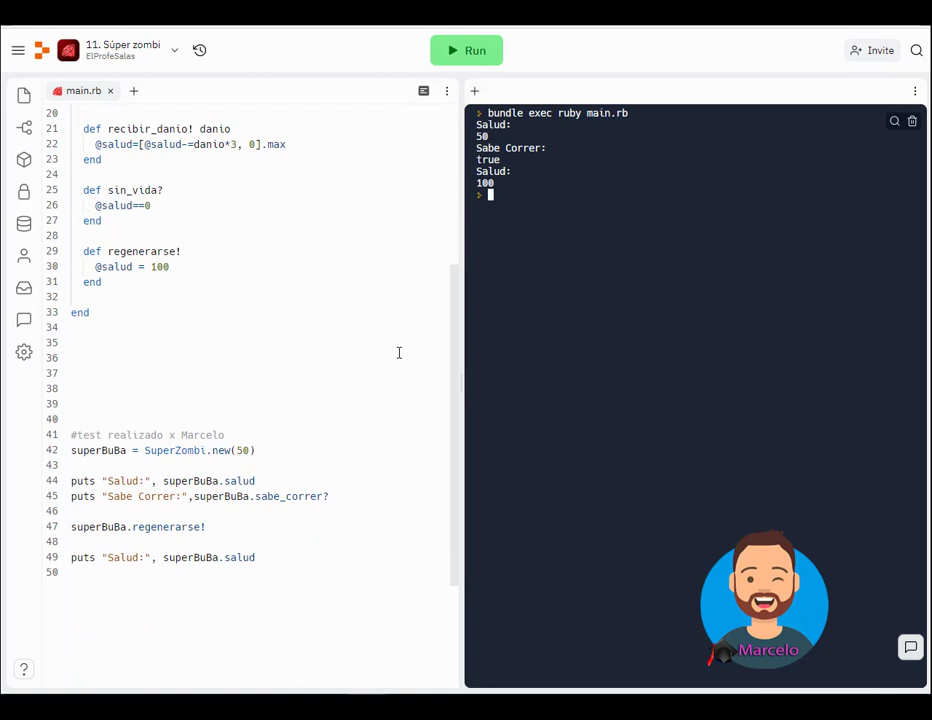 11. Súper zombi
ElProfeSalas
Run
Invite
main.rb
20
21 def recibir_danio! danio
22 @salud=[@salud-=danio*3, 0].max
23 end
24
25 def sin_vida?
26 @salud==0
27 end
28
29 def regenerarse!
30 @salud = 100
31 end
32
33 end
34
35
36
37
38
39
40
41 #test realizado x Marcelo
42 superBuBa = SuperZombi.new(50)
43
44 puts "Salud:", superBuBa.salud
45 puts "Sabe Correr:",superBuBa.sabe_correr?
46
47 superBuBa.regenerarse!
48
49 puts "Salud:", superBuBa.salud
50
bundle exec ruby main.rb
Salud:
50
Sabe Correr:
true
Salud:
100
Marcelo